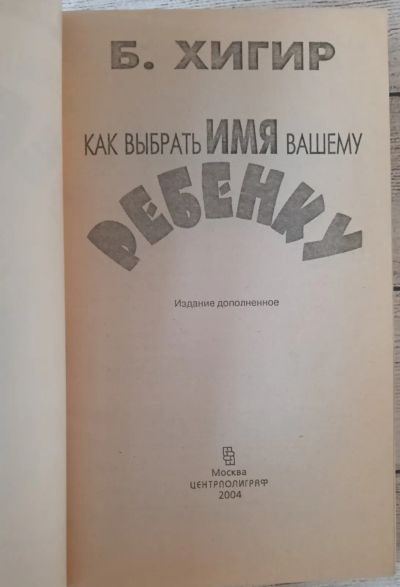 Б. ХИГИР
КАК ВЫБРАТЬ ИМЯ ВАШЕМУ
РЕБЕНКУ
Издание дополненное
Москва
ЦЕНТРПОЛИГРАФ
2004